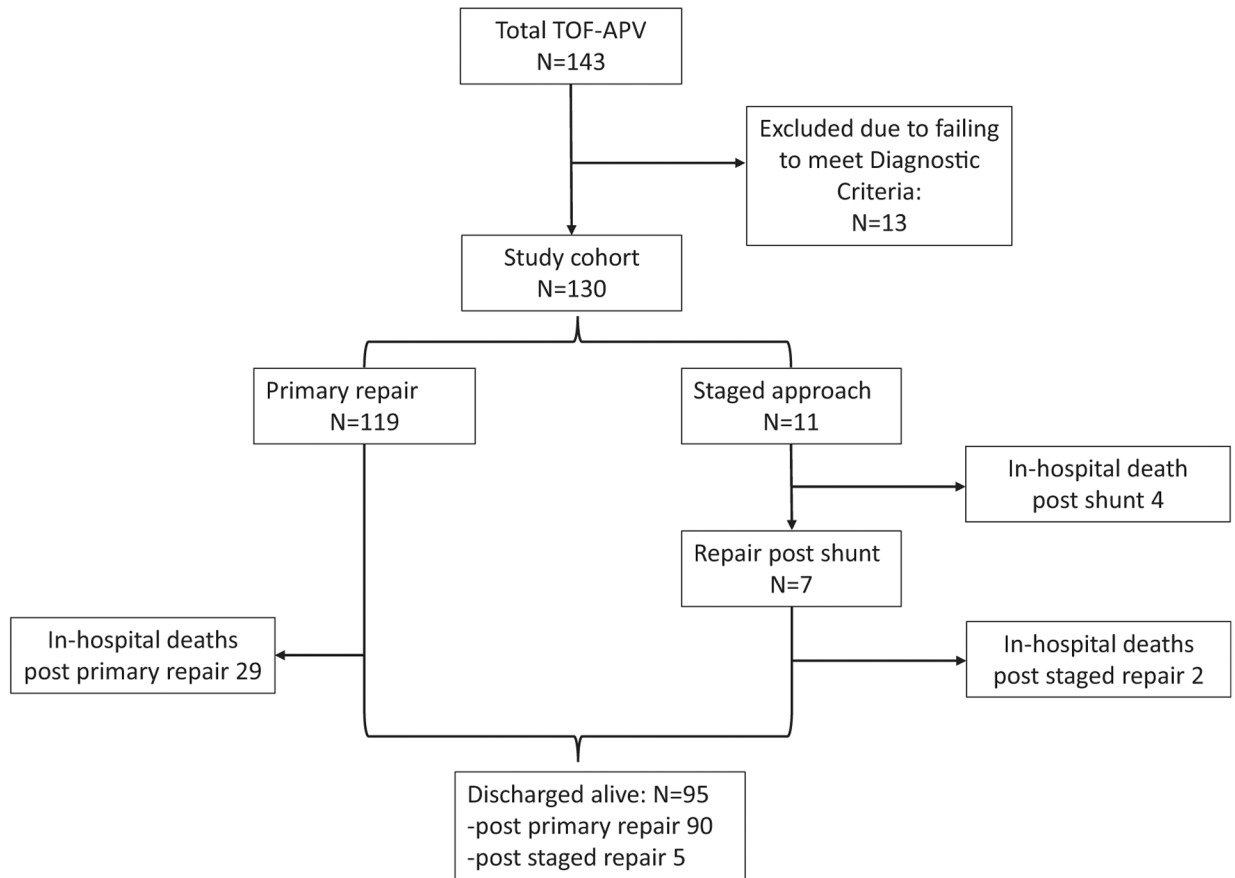 Total TOF-APV
N=143
Excluded due to failing
to meet Diagnostic
Criteria:
N=13
Study cohort
N=130
Primary repair
N=119
Staged approach
N=11
In-hospital death
post shunt 4
Repair post shunt
N=7
In-hospital deaths
post primary repair 29
In-hospital deaths
post staged repair 2
Discharged alive: N=95
-post primary repair 90
-post staged repair 5